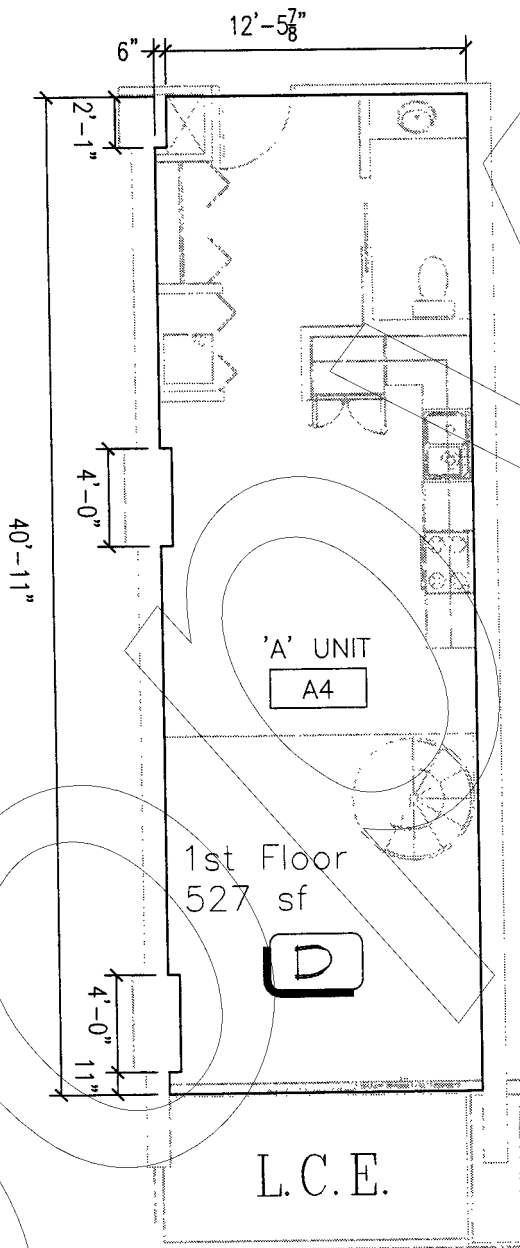 12'-5⅞"
6"
2'-1"
4'-0"
40'-11"
'A' UNIT
A4
1st Floor
527 sf
D
4'-0"
11"
L.C.E.